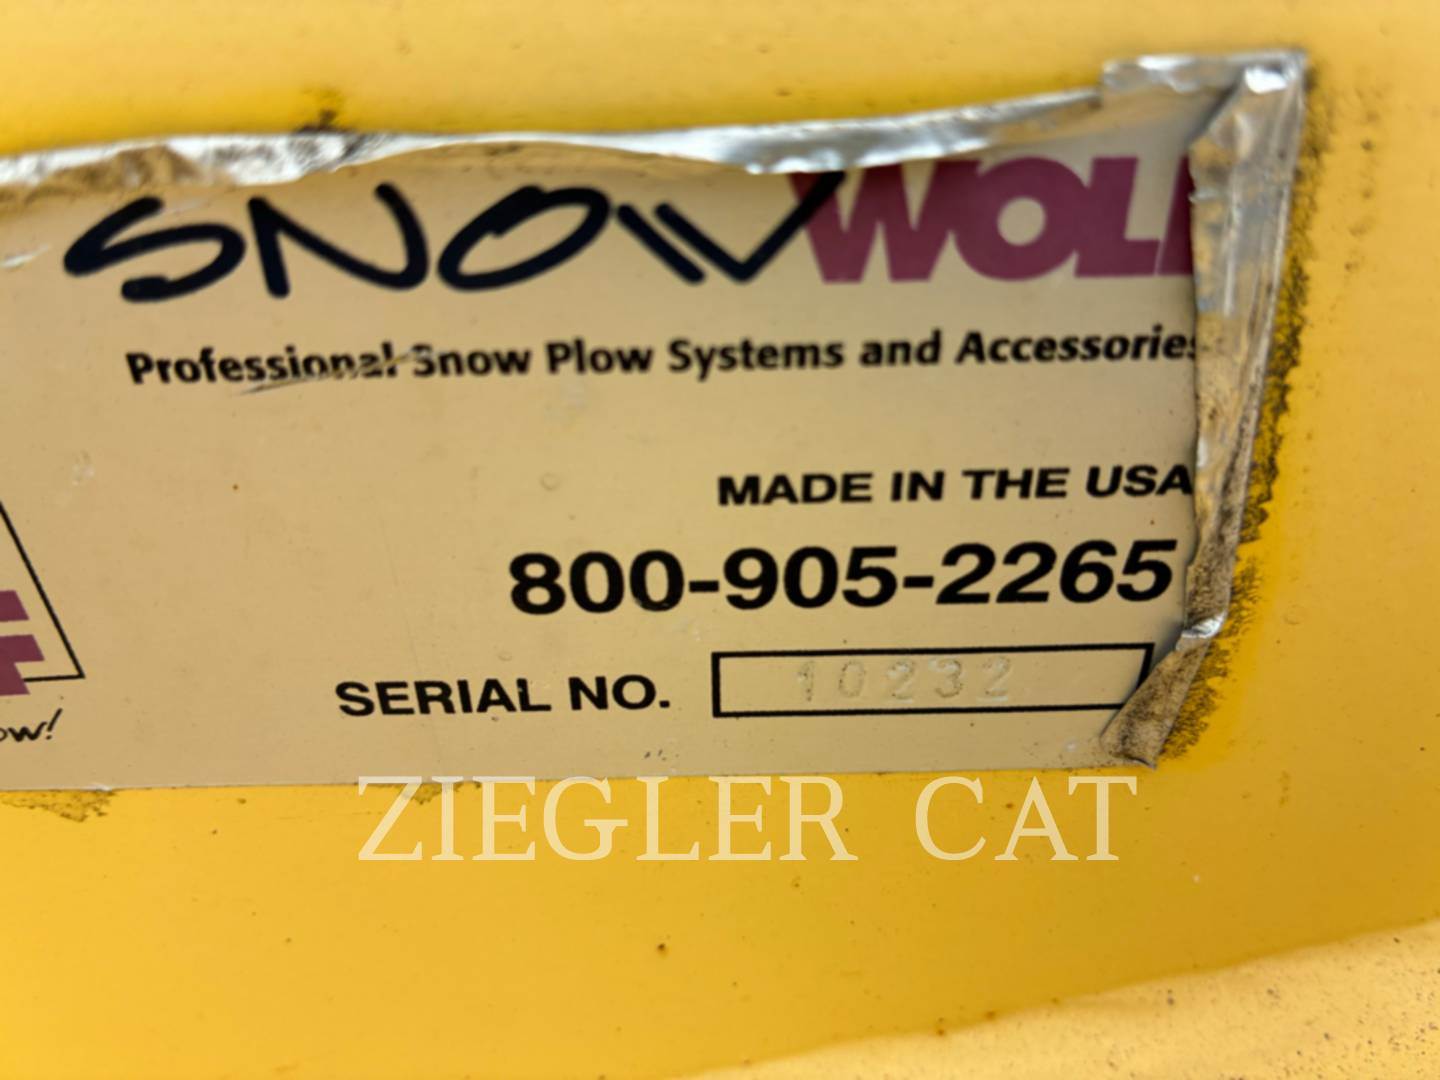 SNOWWOLF
Professional Snow Plow Systems and Accessories
MADE IN THE USA
800-905-2265
SERIAL NO. 10232
ow!
ZIEGLER CAT